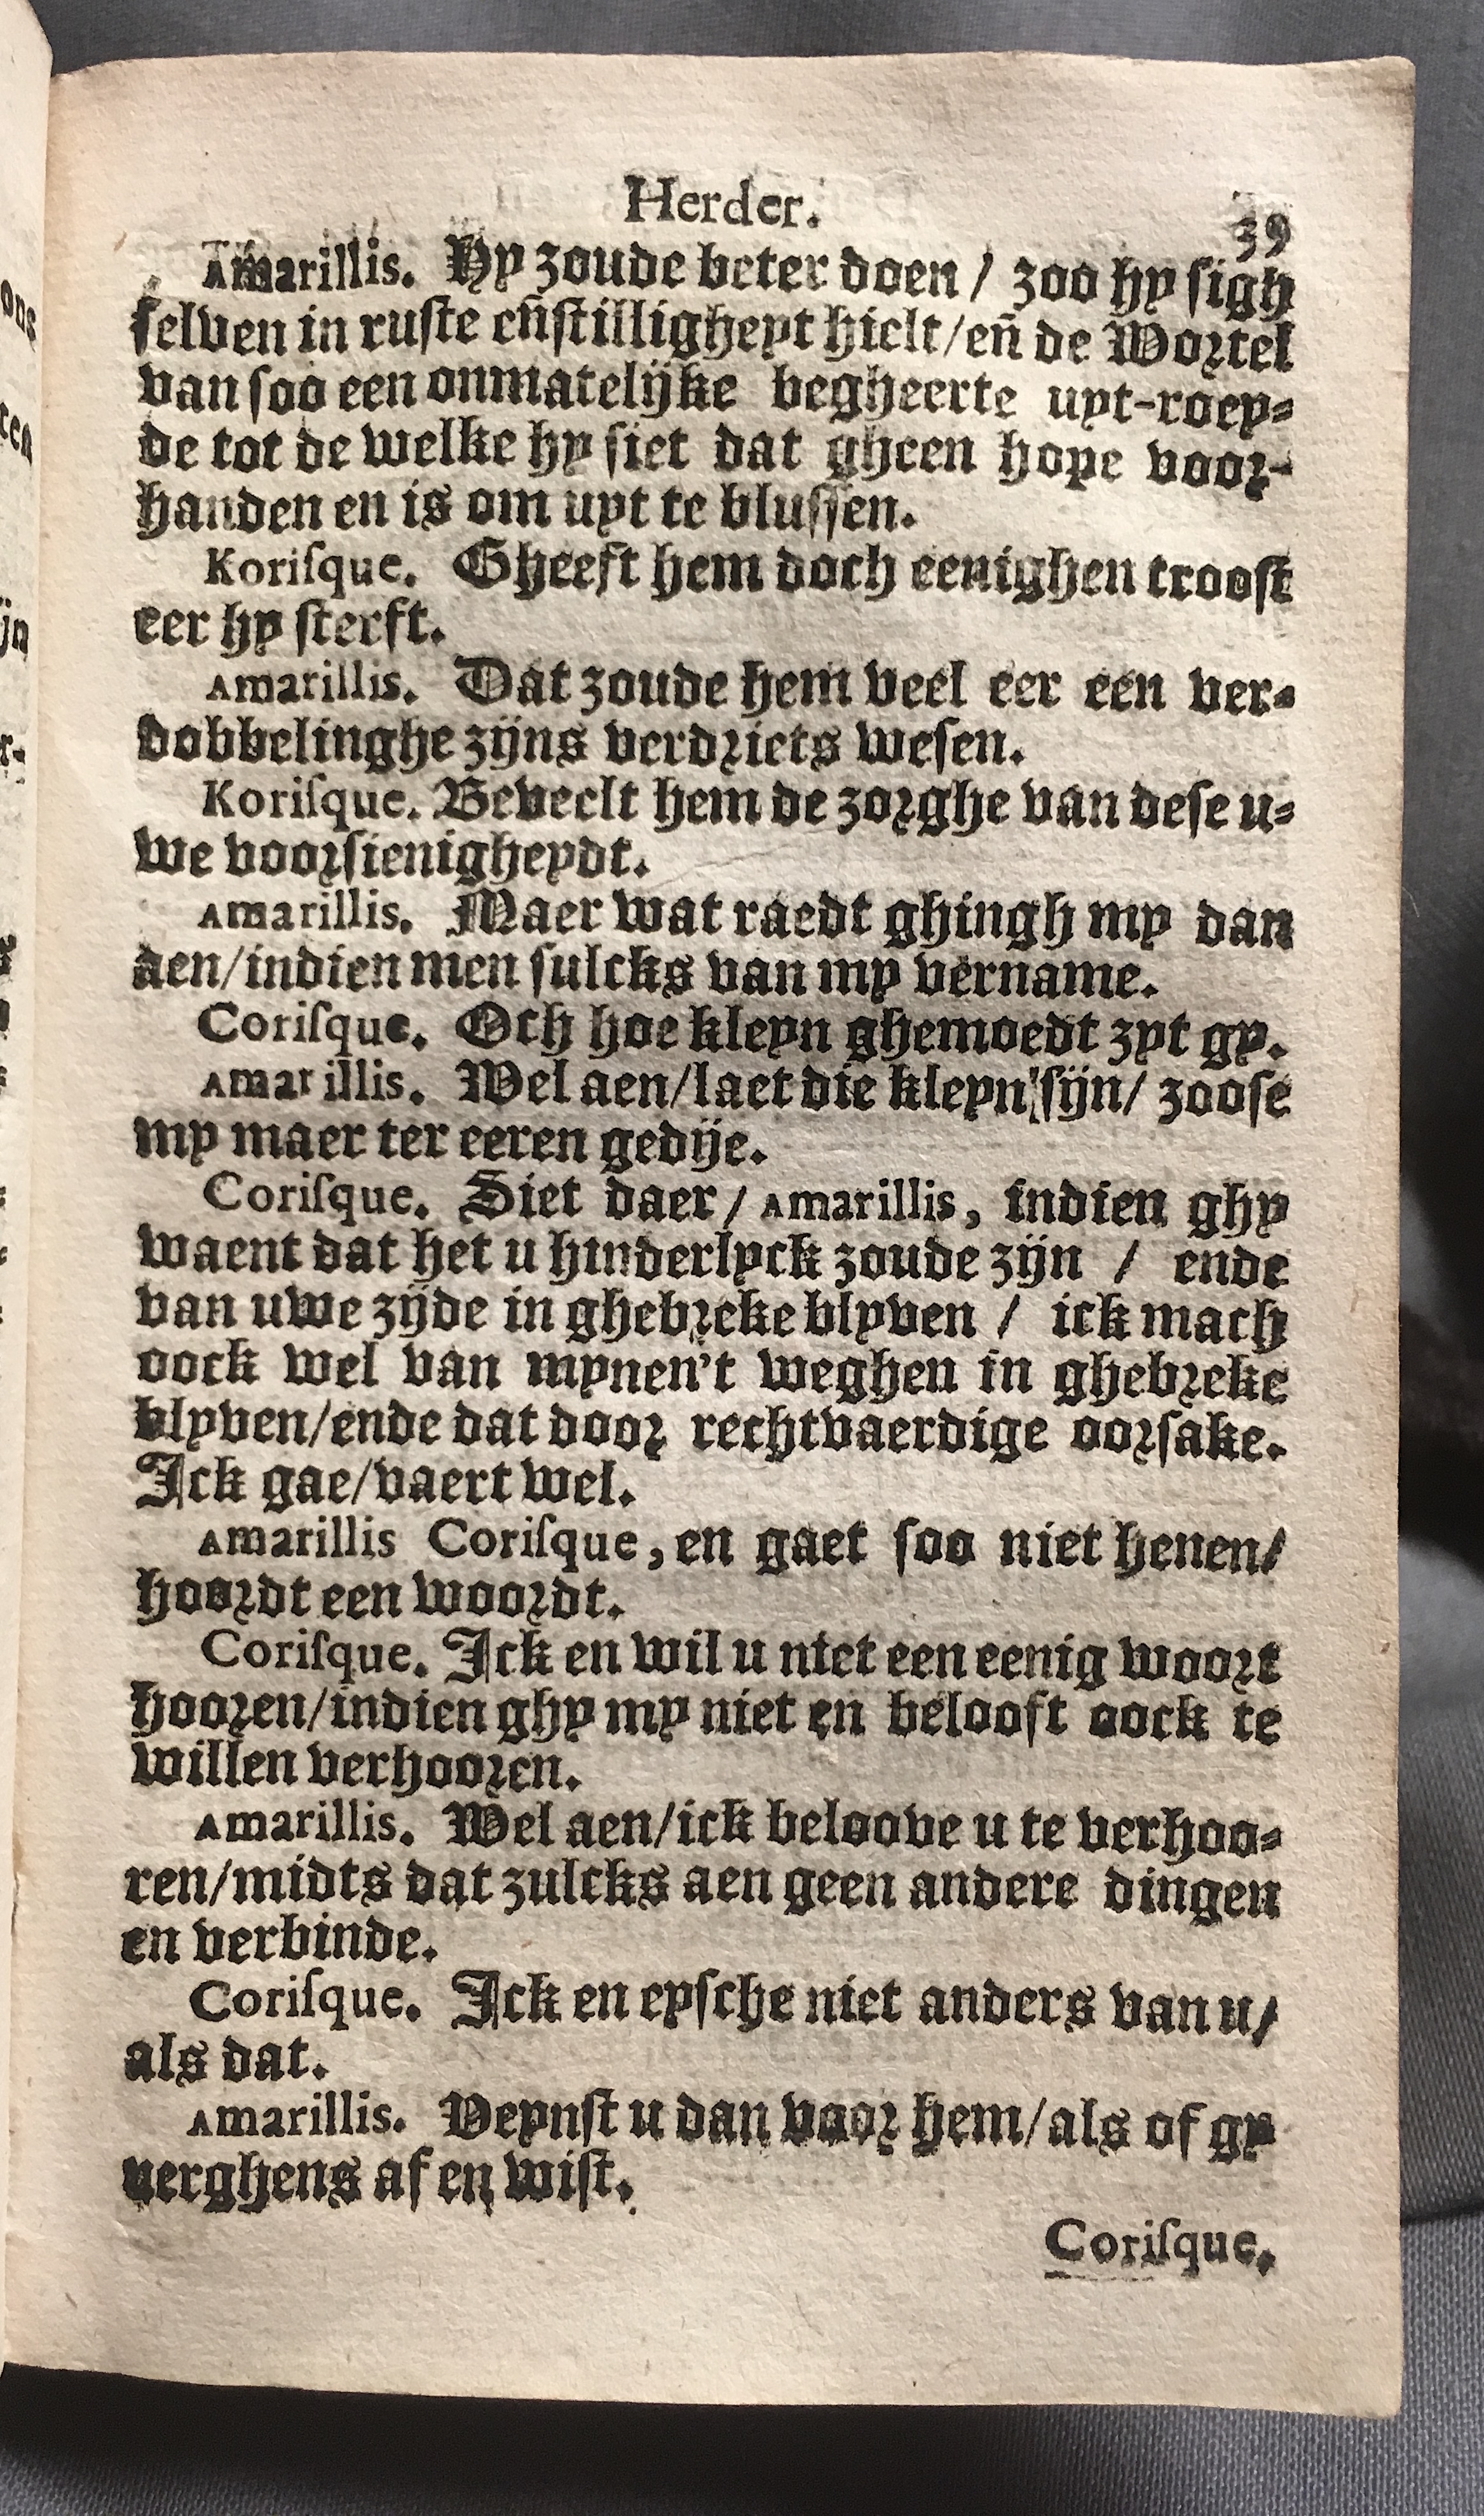 Herder. 39
Amarillis. Hy zoude beter doen / zoo hy sigh
selven in ruste eñ stilligheyt hielt/eñ de Wortel
van soo een onmatelijke begheerte uyt-roey-
de tot de welke hy siet dat gheen hope voor-
handen en is om uyt te blussen.
Korisque. Gheeft hem doch eenighen troost
eer hy sterft.
Amarillis. Dat zoude hem veel eer een ver-
dobbelinghe zijns verdriets wesen.
Korisque. Beveelt hem de zorghe van dese u-
we voorsienigheydt.
Amarillis. Maer wat raedt ghingh my dan
aen/indien men sulcks van my vername.
Corisque. Och hoe kleyn ghemoedt zyt gy.
Amarillis. Wel aen/laet die kleyn sijn/ zoose
my maer ter eeren gedije.
Corisque. Siet daer / Amarillis, indien ghy
waent dat het u hinderlyck zoude zijn / ende
van uwe zijde in ghebreke blyven / ick mach
oock wel van mynen't weghen in ghebreke
blyven/ende dat door rechtvaerdige oorsake.
Ick gae/vaert wel.
Amarillis Corisque, en gaet soo niet henen/
hoordt een woordt.
Corisque. Ick en wil u niet een eenig woort
hooren/indien ghy my niet en belooft oock te
willen verhooren.
Amarillis. Wel aen/ick beloove u te verhoo-
ren/midts dat zulcks aen geen andere dingen
en verbinde.
Corisque. Ick en eysche niet anders van u/
als dat.
Amarillis. Veynst u dan voor hem/als of gy
nerghens af en wist.
Corisque.